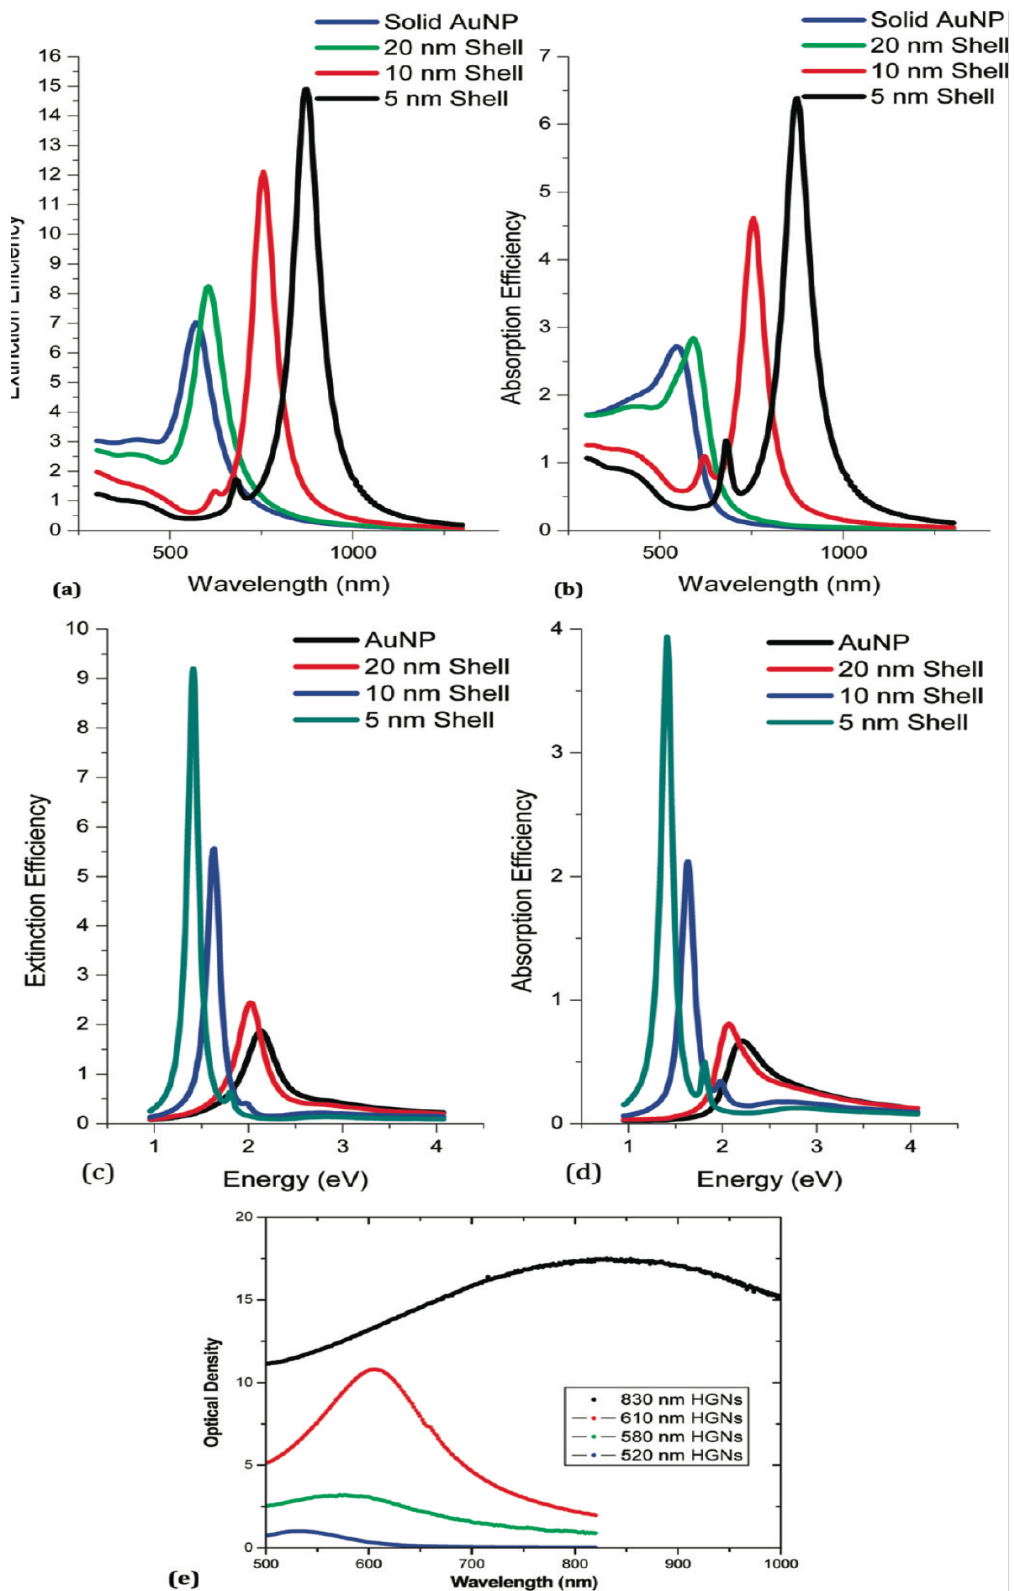 Solid AuNP
20 nm Shell
10 nm Shell
5 nm Shell
16
15
14
13
12
11
10
9
8
7
6
5
4
3
2
1
0
Extinction Efficiency
500
1000
Wavelength (nm)
(a)
Solid AuNP
20 nm Shell
10 nm Shell
5 nm Shell
7
6
5
4
3
2
1
0
Absorption Efficiency
500
1000
Wavelength (nm)
(b)
AuNP
20 nm Shell
10 nm Shell
5 nm Shell
10
9
8
7
6
5
4
3
2
1
0
Extinction Efficiency
1 2 3 4
Energy (eV)
(c)
AuNP
20 nm Shell
10 nm Shell
5 nm Shell
4
3
2
1
0
Absorption Efficiency
1 2 3 4
Energy (eV)
(d)
20
15
10
5
0
Optical Density
830 nm HGNs
610 nm HGNs
580 nm HGNs
520 nm HGNs
500 600 700 800 900 1000
Wavelength (nm)
(e)